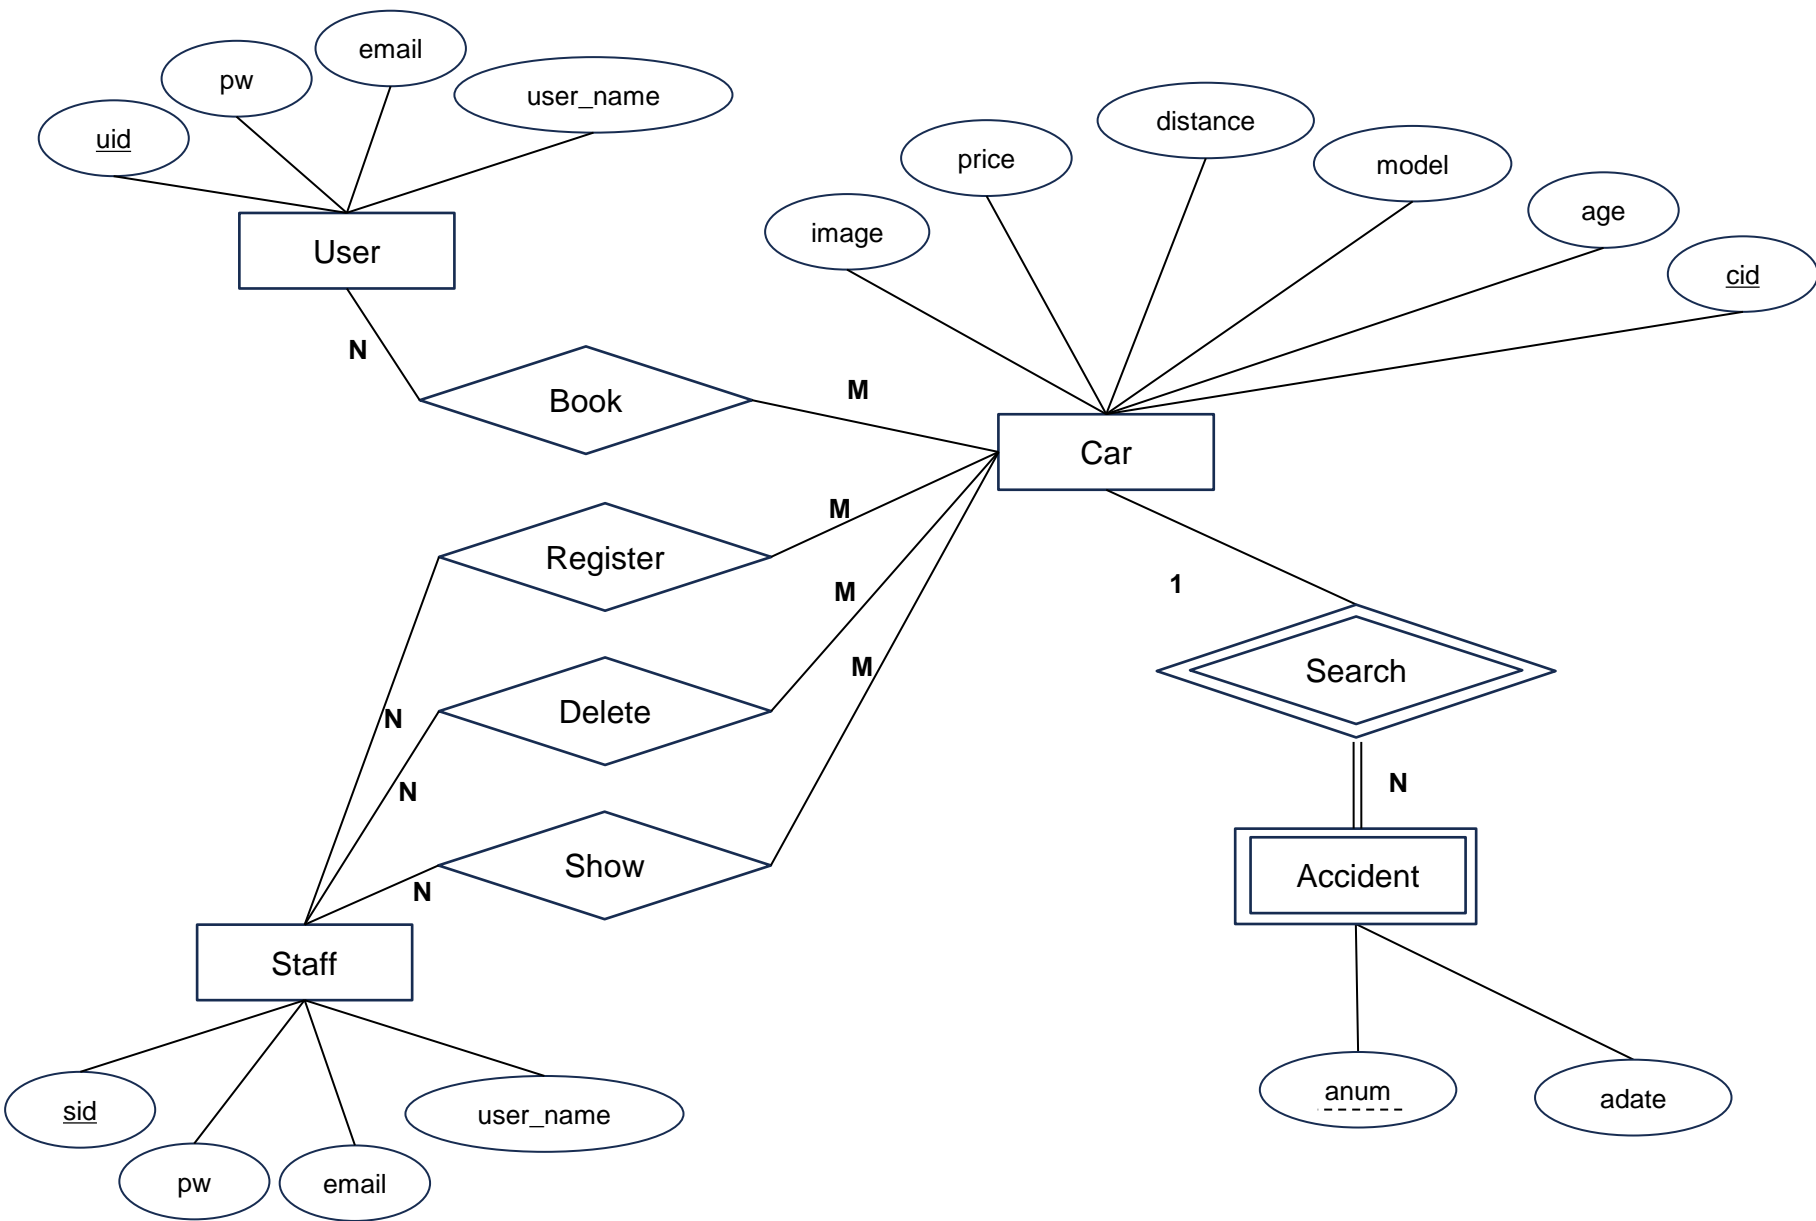 email
pw
user_name
uid
distance
price
model
age
image
cid
User
N
Book
M
Car
Register
M
M
1
M
Search
Delete
N
N
N
Show
N
Accident
Staff
anum
adate
sid
user_name
pw
email